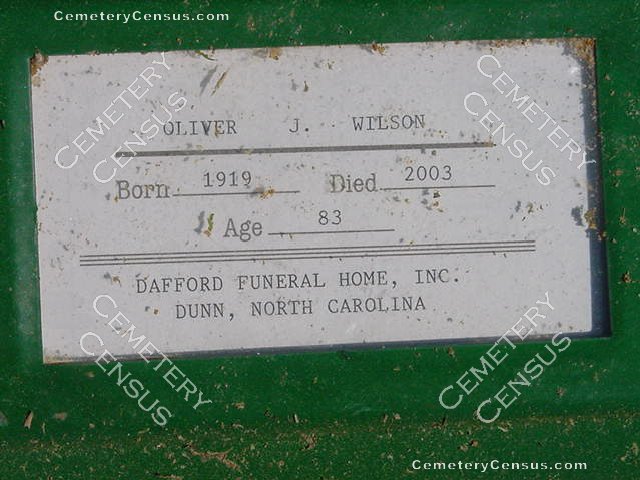 CemeteryCensus.com
OLIVER J. WILSON
CEMETERY CENSUS
CEMETERY CENSUS
Born 1919 Died 2003
Age 83
DAFFORD FUNERAL HOME, INC.
DUNN, NORTH CAROLINA
CEMETERY CENSUS
CEMETERY CENSUS
CemeteryCensus.com